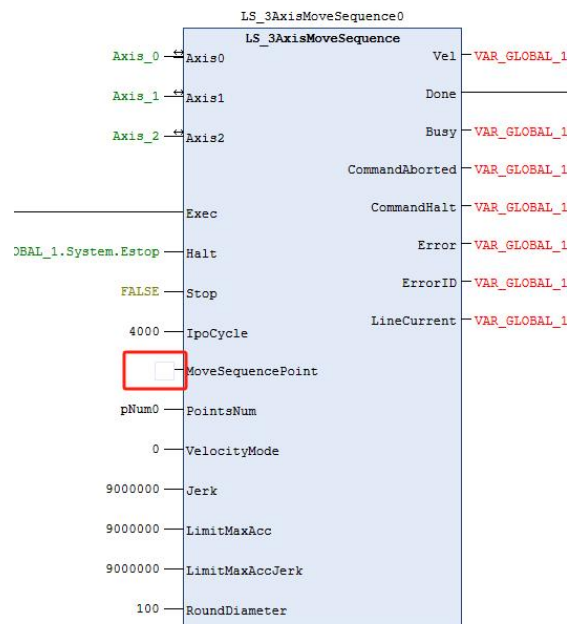 LS_3AxisMoveSequence0
LS_3AxisMoveSequence
Axis_0 Axis0 Vel VAR_GLOBAL_1
Axis_1 Axis1 Done
Axis_2 Axis2 Busy VAR_GLOBAL_1
CommandAborted VAR_GLOBAL_1
Exec CommandHalt VAR_GLOBAL_1
OBAL_1.System.Estop Halt Error VAR_GLOBAL_1
FALSE Stop ErrorID VAR_GLOBAL_1
4000 IpoCycle LineCurrent VAR_GLOBAL_1
MoveSequencePoint
pNum0 PointsNum
0 VelocityMode
9000000 Jerk
9000000 LimitMaxAcc
9000000 LimitMaxAccJerk
100 RoundDiameter